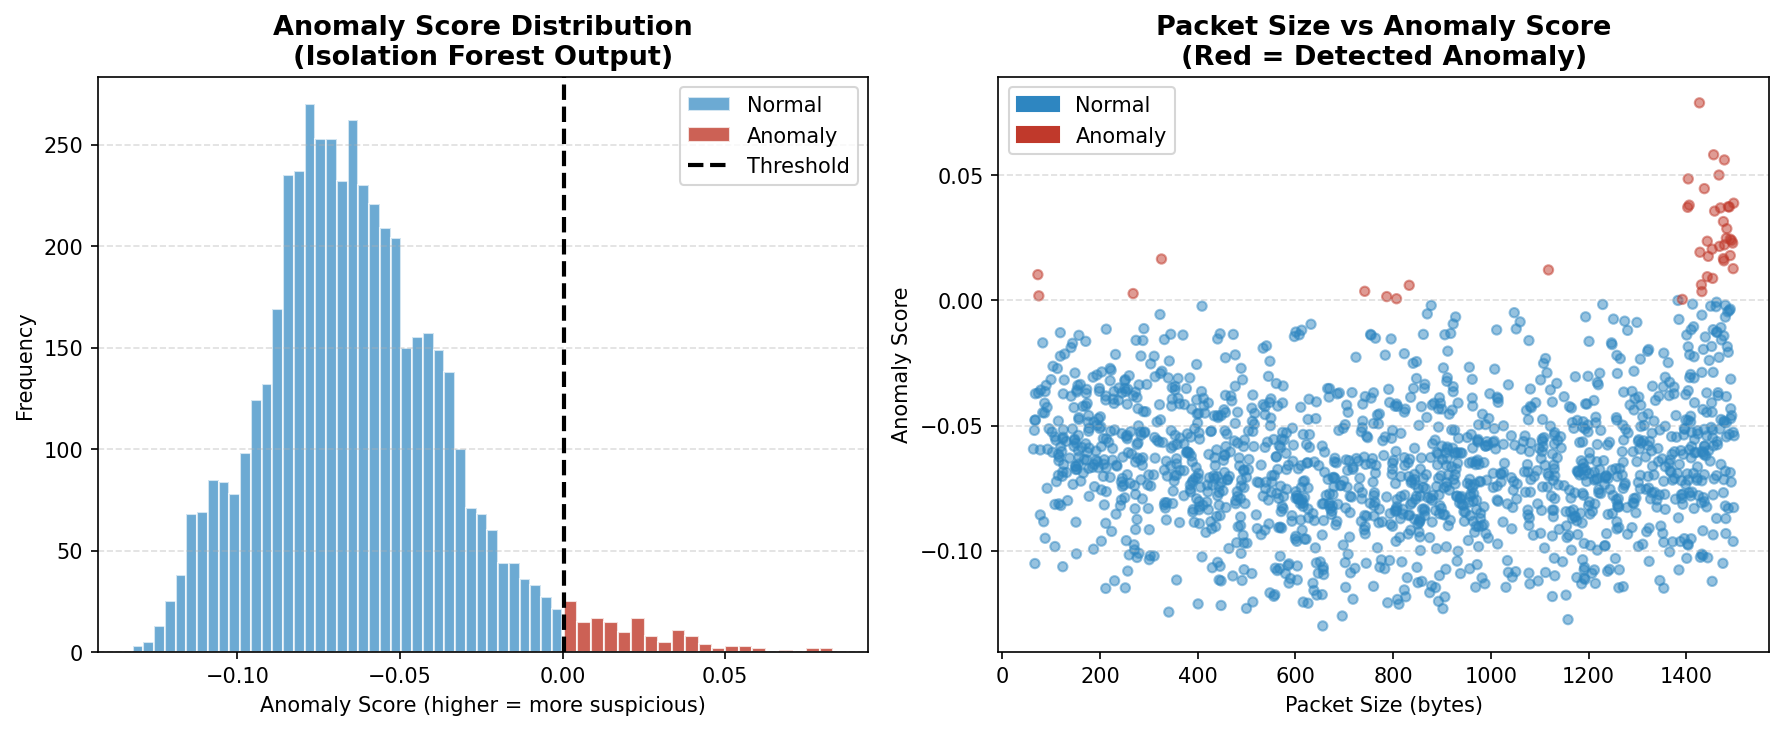 Anomaly Score Distribution
(Isolation Forest Output)
Normal
Anomaly
Threshold
250
200
150
100
50
0
Frequency
−0.10
−0.05
0.00
0.05
Anomaly Score (higher = more suspicious)
Packet Size vs Anomaly Score
(Red = Detected Anomaly)
Normal
Anomaly
0.05
0.00
−0.05
−0.10
Anomaly Score
0
200
400
600
800
1000
1200
1400
Packet Size (bytes)